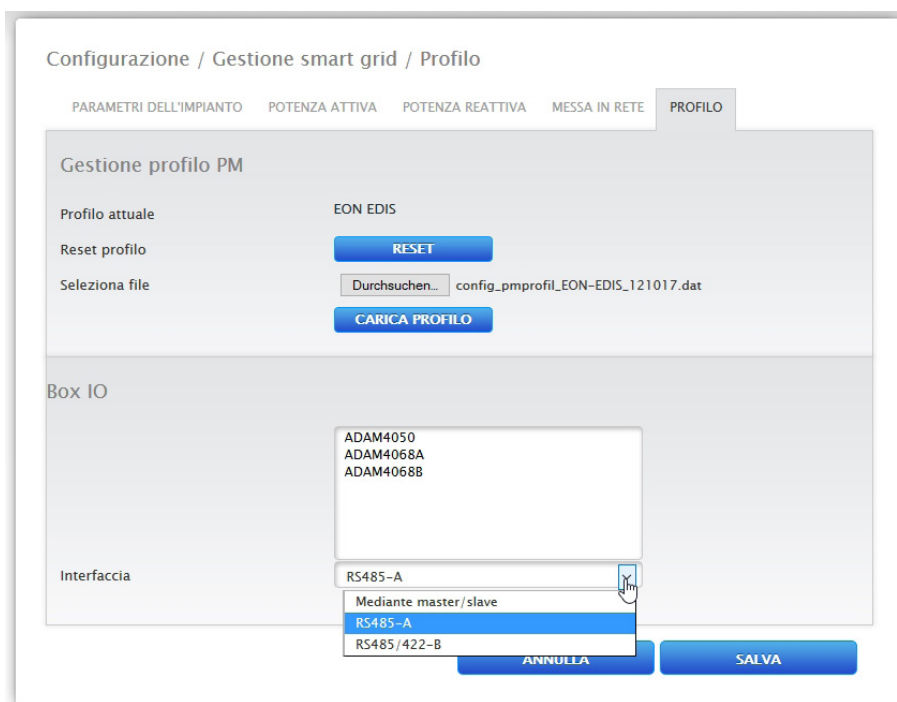 Configurazione / Gestione smart grid / Profilo
PARAMETRI DELL'IMPIANTO POTENZA ATTIVA POTENZA REATTIVA MESSA IN RETE PROFILO
Gestione profilo PM
Profilo attuale EON EDIS
Reset profilo RESET
Seleziona file Durchsuchen... config_pmprofil_EON-EDIS_121017.dat
CARICA PROFILO
Box IO
ADAM4050
ADAM4068A
ADAM4068B
Interfaccia RS485-A
Mediante master/slave
RS485-A
RS485/422-B
ANNULLA SALVA